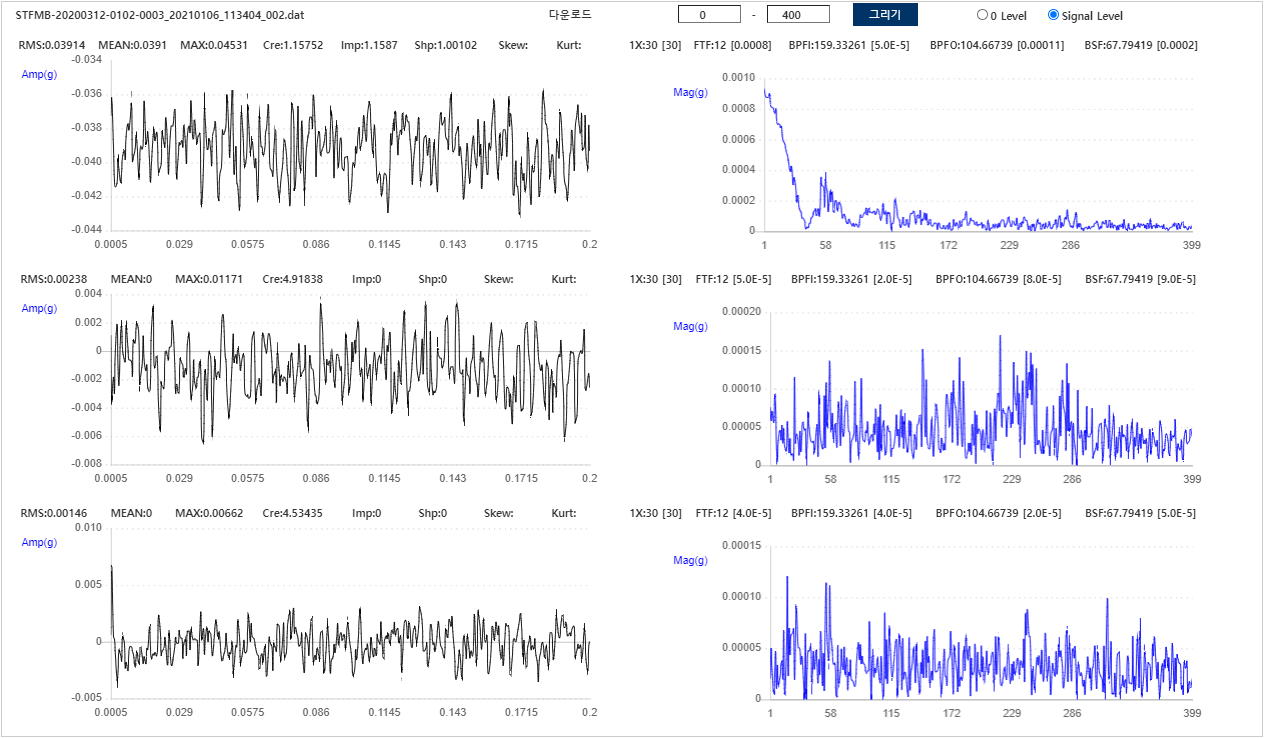 STFMB-20200312-0102-0003_20210106_113404_002.dat 다운로드 0 - 400 그리기 0 Level Signal Level
RMS:0.03914 MEAN:0.0391 MAX:0.04531 Cre:1.15752 Imp:1.1587 Shp:1.00102 Skew: Kurt: 1X:30 [30] FTF:12 [0.0008] BPFI:159.33261 [5.0E-5] BPFO:104.66739 [0.00011] BSF:67.79419 [0.0002]
-0.034
Amp(g)
-0.036
-0.038
-0.040
-0.042
-0.044
0.0005 0.029 0.0575 0.086 0.1145 0.143 0.1715 0.2
0.0010
Mag(g)
0.0008
0.0006
0.0004
0.0002
0
1 58 115 172 229 286 399
RMS:0.00238 MEAN:0 MAX:0.01171 Cre:4.91838 Imp:0 Shp:0 Skew: Kurt: 1X:30 [30] FTF:12 [5.0E-5] BPFI:159.33261 [2.0E-5] BPFO:104.66739 [8.0E-5] BSF:67.79419 [9.0E-5]
0.004
Amp(g)
0.002
0
-0.002
-0.004
-0.006
-0.008
0.0005 0.029 0.0575 0.086 0.1145 0.143 0.1715 0.2
0.00020
Mag(g)
0.00015
0.00010
0.00005
0
1 58 115 172 229 286 399
RMS:0.00146 MEAN:0 MAX:0.00662 Cre:4.53435 Imp:0 Shp:0 Skew: Kurt: 1X:30 [30] FTF:12 [4.0E-5] BPFI:159.33261 [4.0E-5] BPFO:104.66739 [2.0E-5] BSF:67.79419 [5.0E-5]
0.010
Amp(g)
0.005
0
-0.005
0.0005 0.029 0.0575 0.086 0.1145 0.143 0.1715 0.2
0.00015
Mag(g)
0.00010
0.00005
0
1 58 115 172 229 286 399